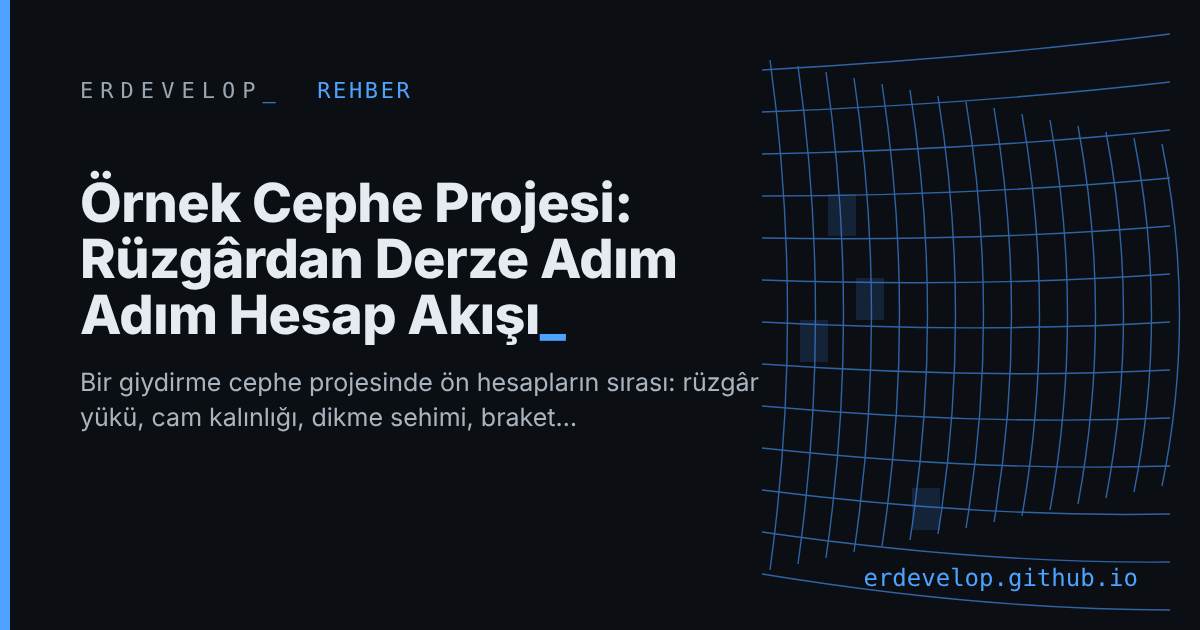 ERDEVELOP_ REHBER
Örnek Cephe Projesi:
Rüzgârdan Derze Adım
Adım Hesap Akışı_
Bir giydirme cephe projesinde ön hesapların sırası: rüzgâr
yükü, cam kalınlığı, dikme sehimi, braket...
erdevelop.github.io